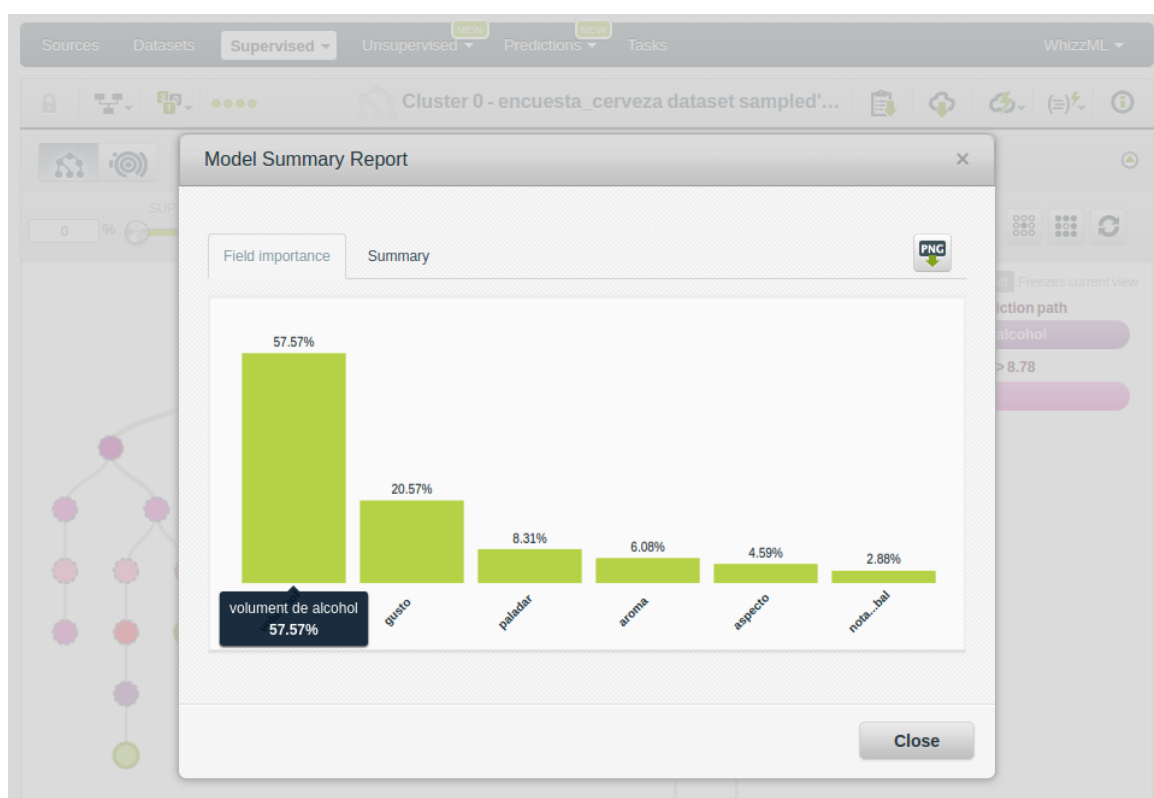 NEW
NEW
Sources Datasets Supervised Unsupervised Predictions Tasks WhizzML
Cluster 0 - encuesta_cerveza dataset sampled'...
Model Summary Report
0 %
SUP
Field importance Summary PNG
Freezes current view
iction path
alcohol
> 8.78
57.57%
20.57%
8.31%
6.08%
4.59%
2.88%
volument de alcohol
57.57%
gusto
paladar
aroma
aspecto
nota...bal
Close